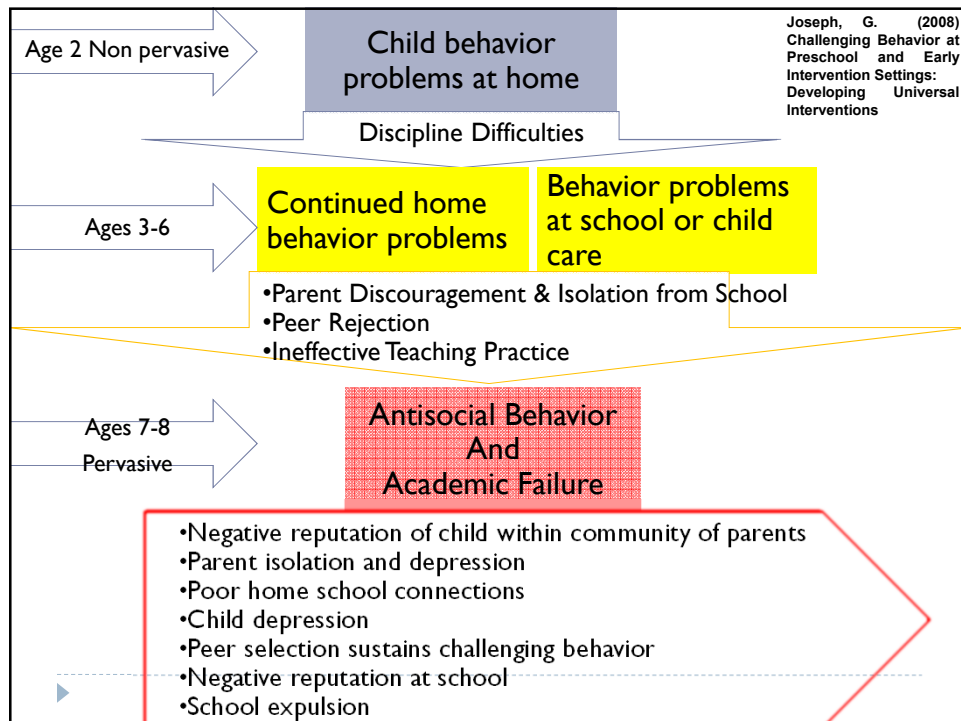 Age 2 Non pervasive
Child behavior
problems at home
Joseph, G. (2008)
Challenging Behavior at
Preschool and Early
Intervention Settings:
Developing Universal
Interventions
Discipline Difficulties
Ages 3-6
Continued home
behavior problems
Behavior problems
at school or child
care
•Parent Discouragement & Isolation from School
•Peer Rejection
•Ineffective Teaching Practice
Ages 7-8
Pervasive
Antisocial Behavior
And
Academic Failure
•Negative reputation of child within community of parents
•Parent isolation and depression
•Poor home school connections
•Child depression
•Peer selection sustains challenging behavior
•Negative reputation at school
•School expulsion